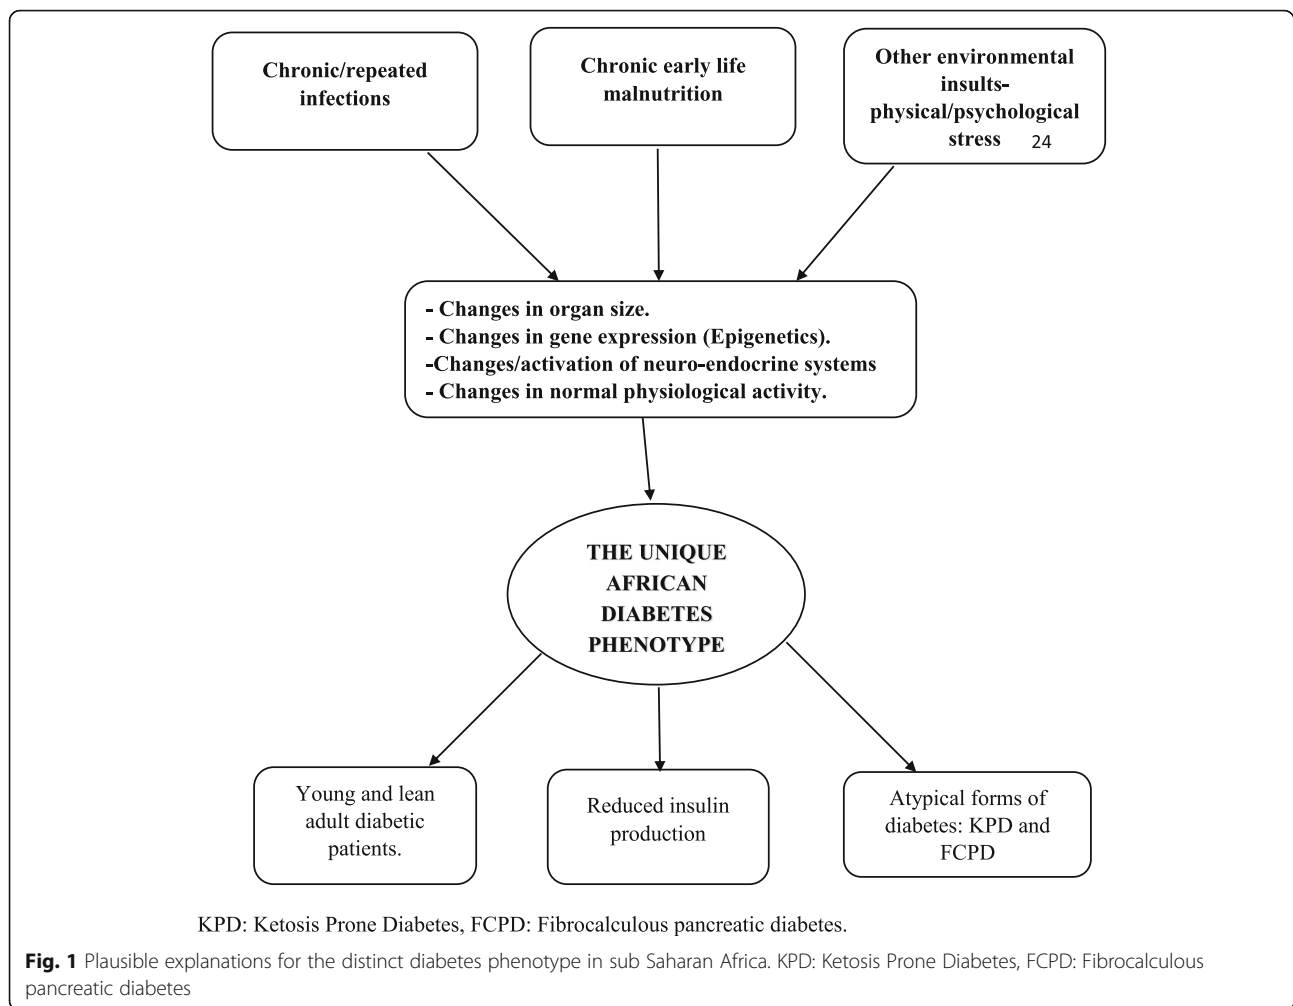 Chronic/repeated
infections
Chronic early life
malnutrition
Other environmental
insults-
physical/psychological
stress 24
- Changes in organ size.
- Changes in gene expression (Epigenetics).
-Changes/activation of neuro-endocrine systems
- Changes in normal physiological activity.
THE UNIQUE
AFRICAN
DIABETES
PHENOTYPE
Young and lean
adult diabetic
patients.
Reduced insulin
production
Atypical forms of
diabetes: KPD and
FCPD
KPD: Ketosis Prone Diabetes, FCPD: Fibrocalculous pancreatic diabetes.
Fig. 1 Plausible explanations for the distinct diabetes phenotype in sub Saharan Africa. KPD: Ketosis Prone Diabetes, FCPD: Fibrocalculous
pancreatic diabetes